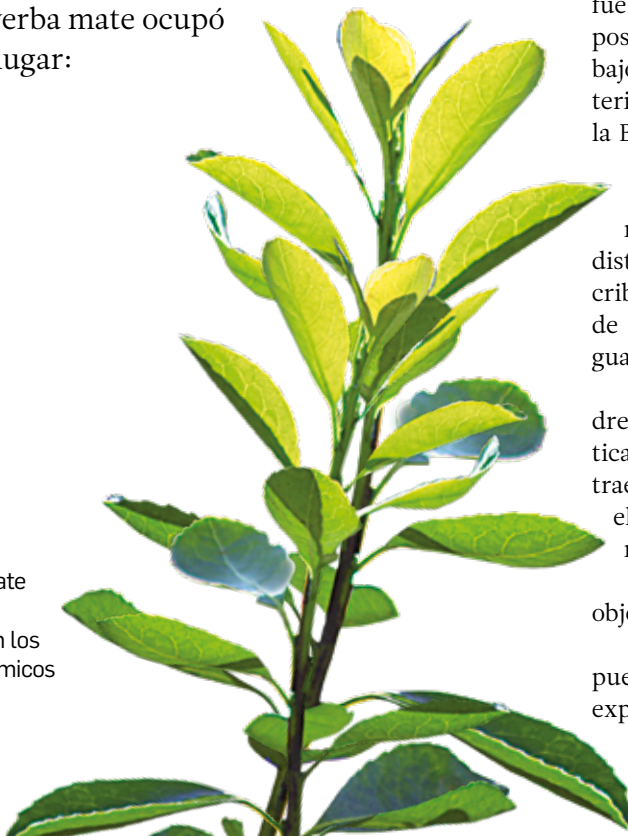 erba mate ocupó
lugar:
ate
n los
micos
fue
pos
bajo
teri
la E
r
dist
crib
de
gua
dre
tica
trae
el
r
obje
pue
exp